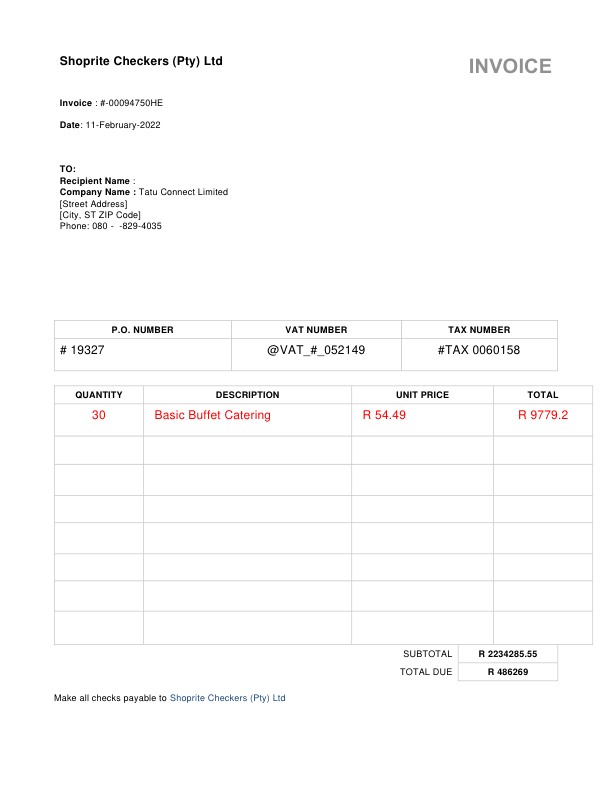 Shoprite Checkers (Pty) Ltd
INVOICE
Invoice : #-00094750HE
Date: 11-February-2022
TO:
Recipient Name :
Company Name : Tatu Connect Limited
[Street Address]
[City, ST ZIP Code]
Phone: 080 - -829-4035
P.O. NUMBER VAT NUMBER TAX NUMBER
# 19327 @VAT_#_052149 #TAX 0060158
QUANTITY DESCRIPTION UNIT PRICE TOTAL
30 Basic Buffet Catering R 54.49 R 9779.2
SUBTOTAL R 2234285.55
TOTAL DUE R 486269
Make all checks payable to Shoprite Checkers (Pty) Ltd